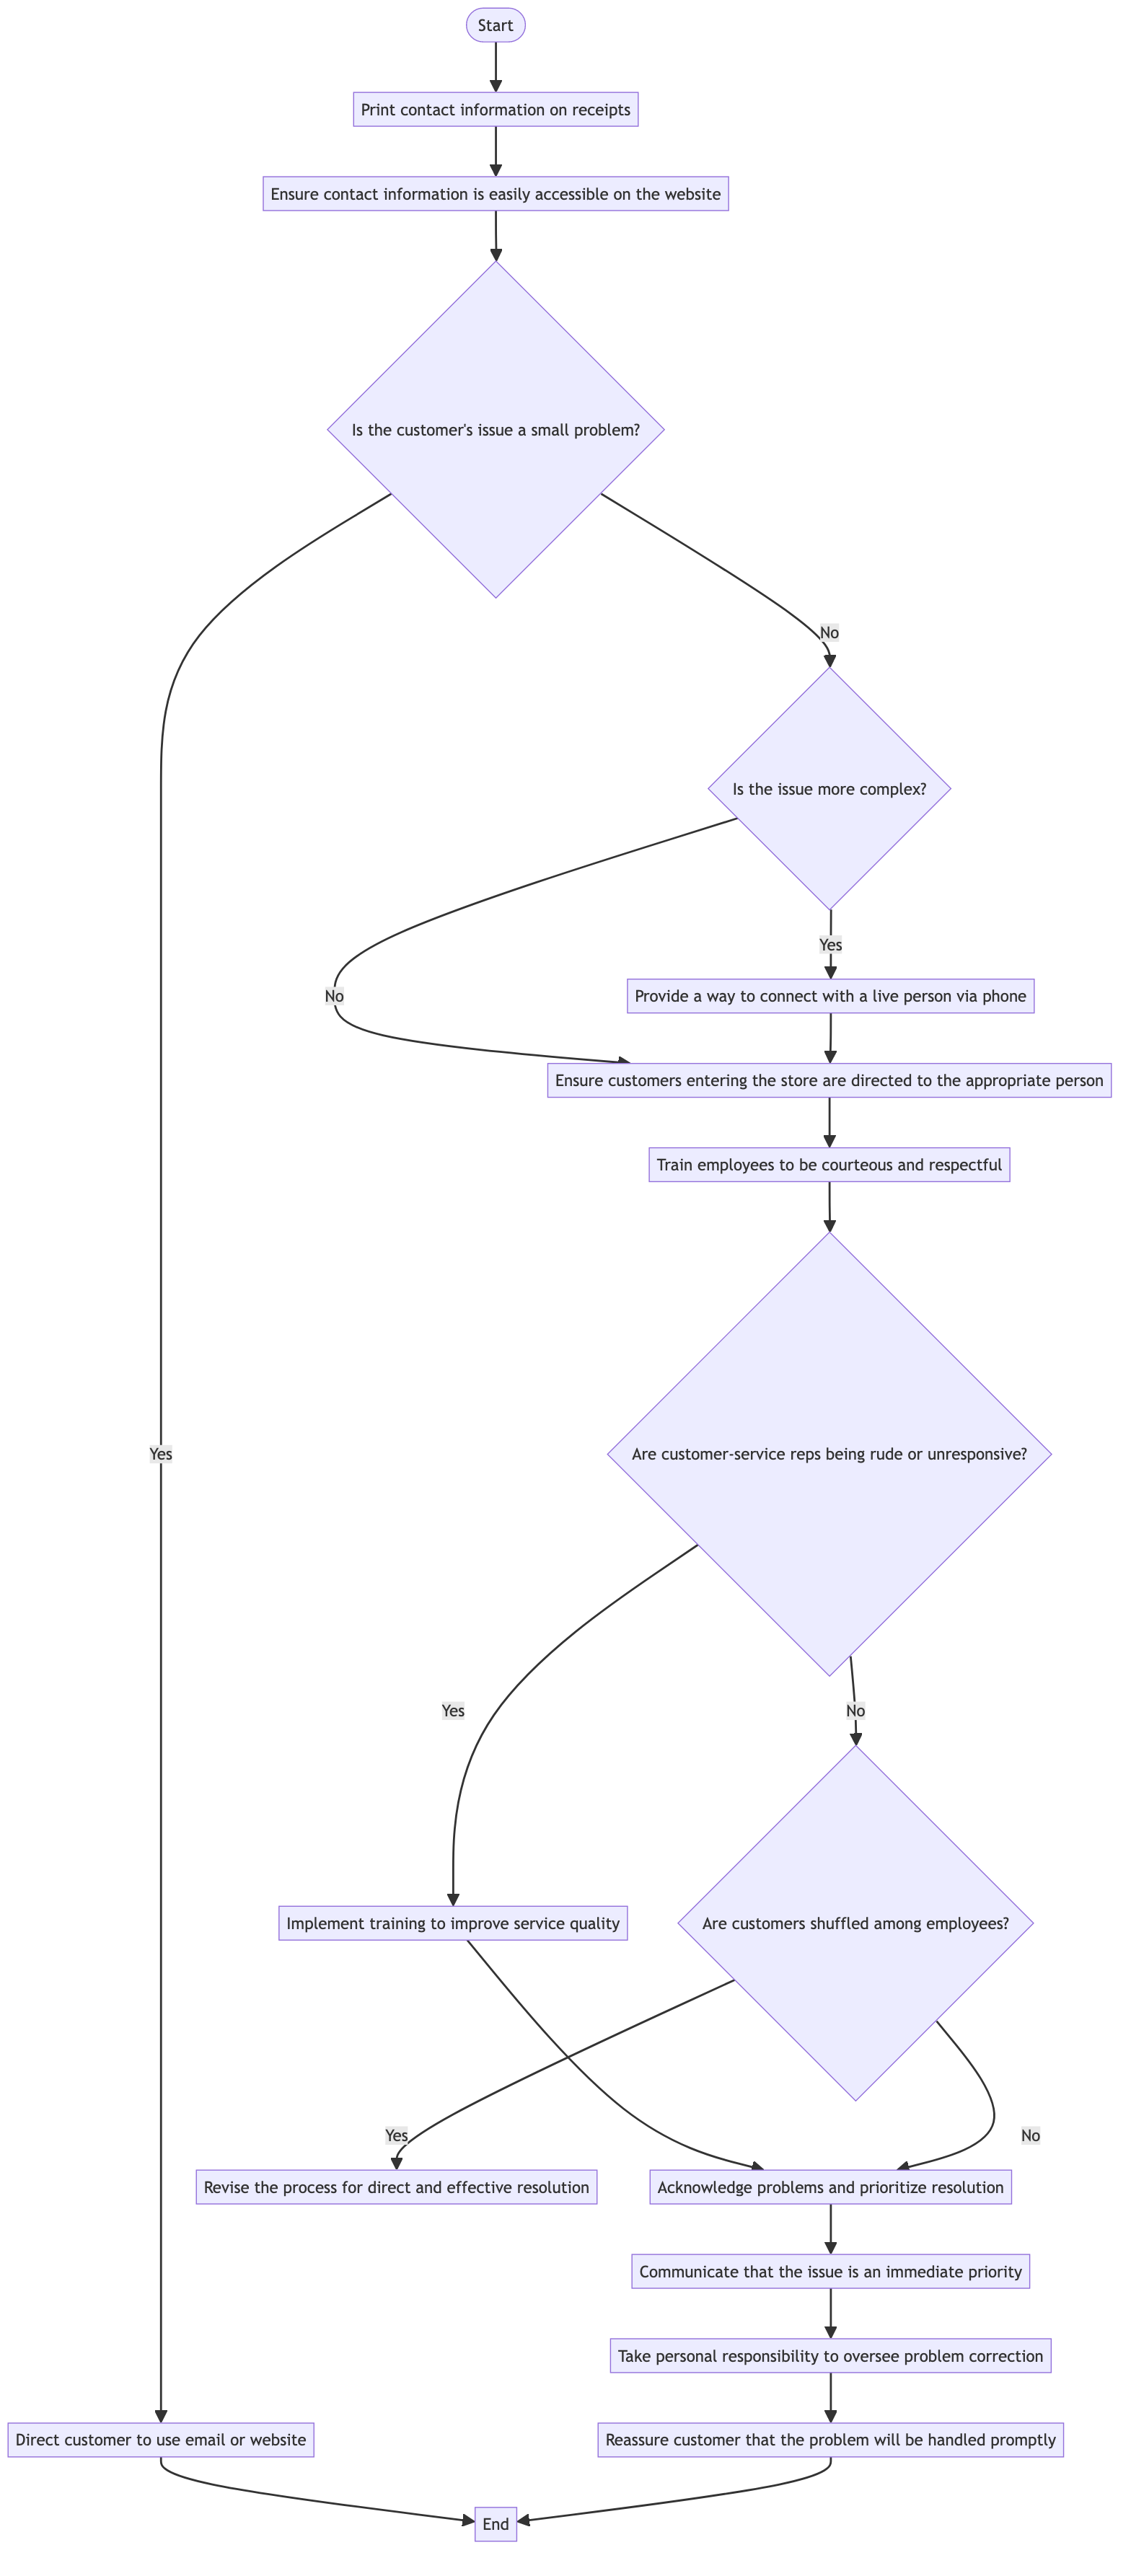 Start
Print contact information on receipts
Ensure contact information is easily accessible on the website
Is the customer's issue a small problem?
No
Is the issue more complex?
Yes
No
Provide a way to connect with a live person via phone
Ensure customers entering the store are directed to the appropriate person
Train employees to be courteous and respectful
Yes
Are customer-service reps being rude or unresponsive?
Yes
No
Implement training to improve service quality
Are customers shuffled among employees?
Yes
No
Revise the process for direct and effective resolution
Acknowledge problems and prioritize resolution
Communicate that the issue is an immediate priority
Take personal responsibility to oversee problem correction
Direct customer to use email or website
Reassure customer that the problem will be handled promptly
End